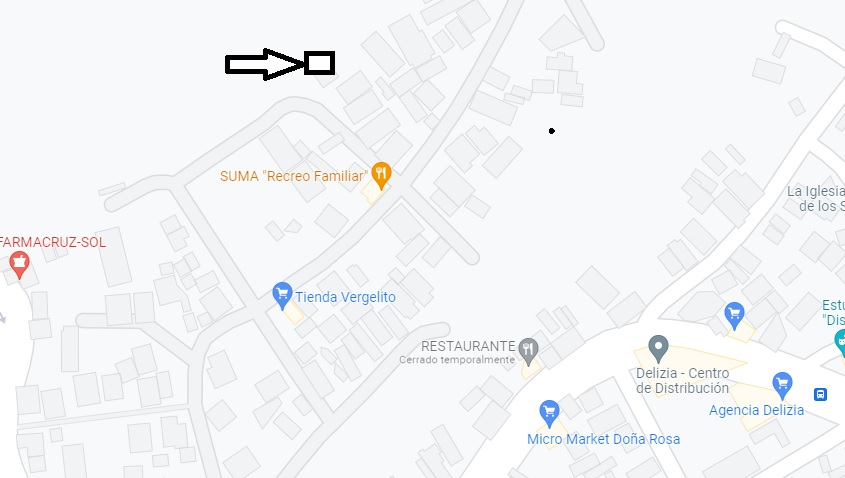 SUMA "Recreo Familiar"
La Iglesia
de los S
FARMACRUZ-SOL
Tienda Vergelito
Estu
"Dis
RESTAURANTE
Cerrado temporalmente
Delizia - Centro
de Distribución
Agencia Delizia
Micro Market Doña Rosa